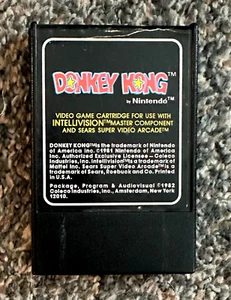 DONKEY KONG™
by Nintendo™
VIDEO GAME CARTRIDGE FOR USE WITH
INTELLIVISION™ MASTER COMPONENT
AND SEARS SUPER VIDEO ARCADE™
DONKEY KONG™ is the trademark of Nintendo
of America Inc. ©1981 Nintendo of America
Inc. Authorized Exclusive Licensee - Coleco
Industries, Inc. Intellivision™ is a trademark of
Mattel Inc. Sears Super Video Arcade™ is a
trademark of Sears, Roebuck and Co. Printed
in U.S.A.
Package, Program & Audiovisual ©1982
Coleco Industries, Inc., Amsterdam, New York
12010.